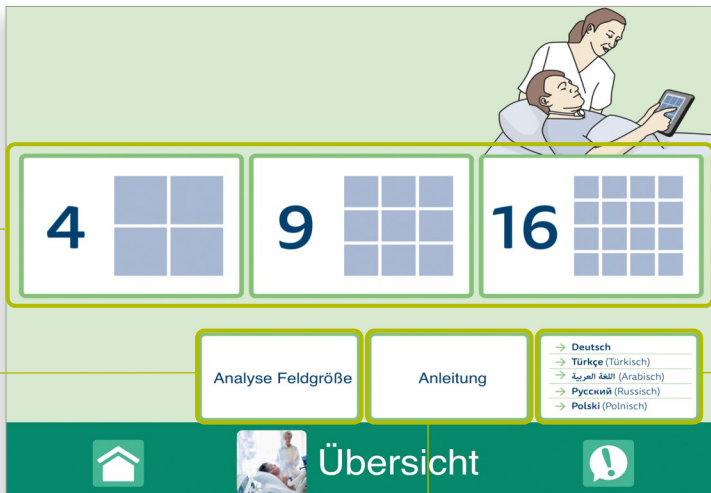 4
9
16
Analyse Feldgröße
Anleitung
→ Deutsch
→ Türkçe (Türkisch)
→ اللغة العربية (Arabisch)
→ Русский (Russisch)
→ Polski (Polnisch)
Übersicht
!